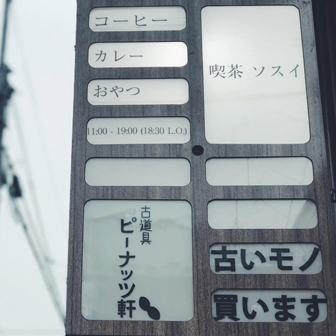 コーヒー
カレー
おやつ
11:00 - 19:00 (18:30 L.O.)
喫茶 ソスイ
古道具
ピーナッツ軒
古いモノ
買います